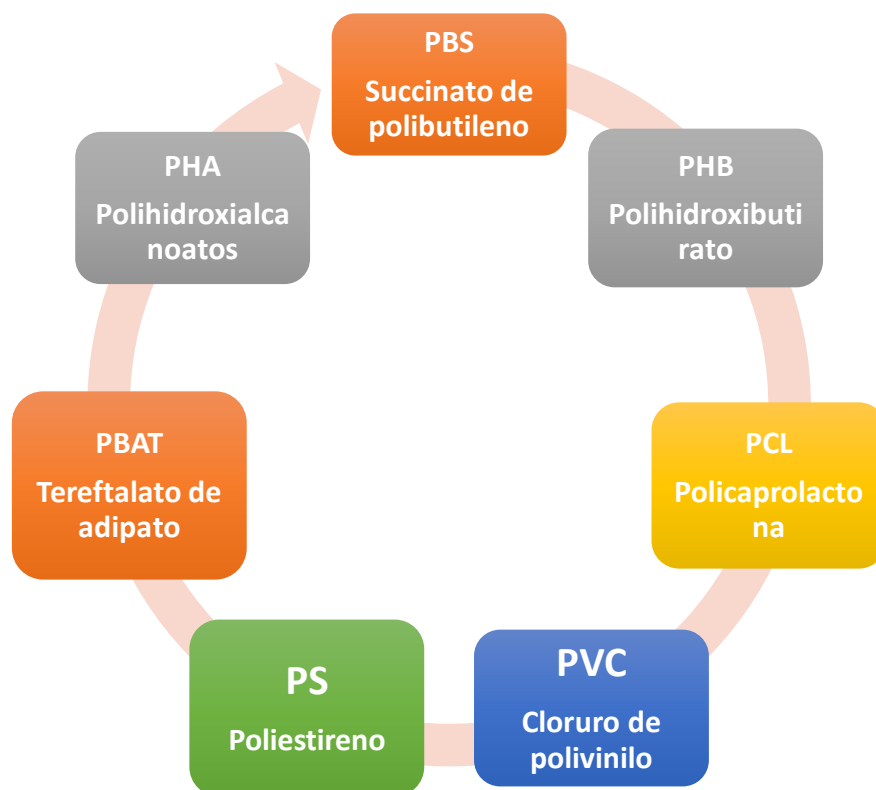 PBS
Succinato de
polibutileno
PHB
Polihidroxibuti
rato
PCL
Policaprolacto
na
PVC
Cloruro de
polivinilo
PS
Poliestireno
PBAT
Tereftalato de
adipato
PHA
Polihidroxialca
noatos